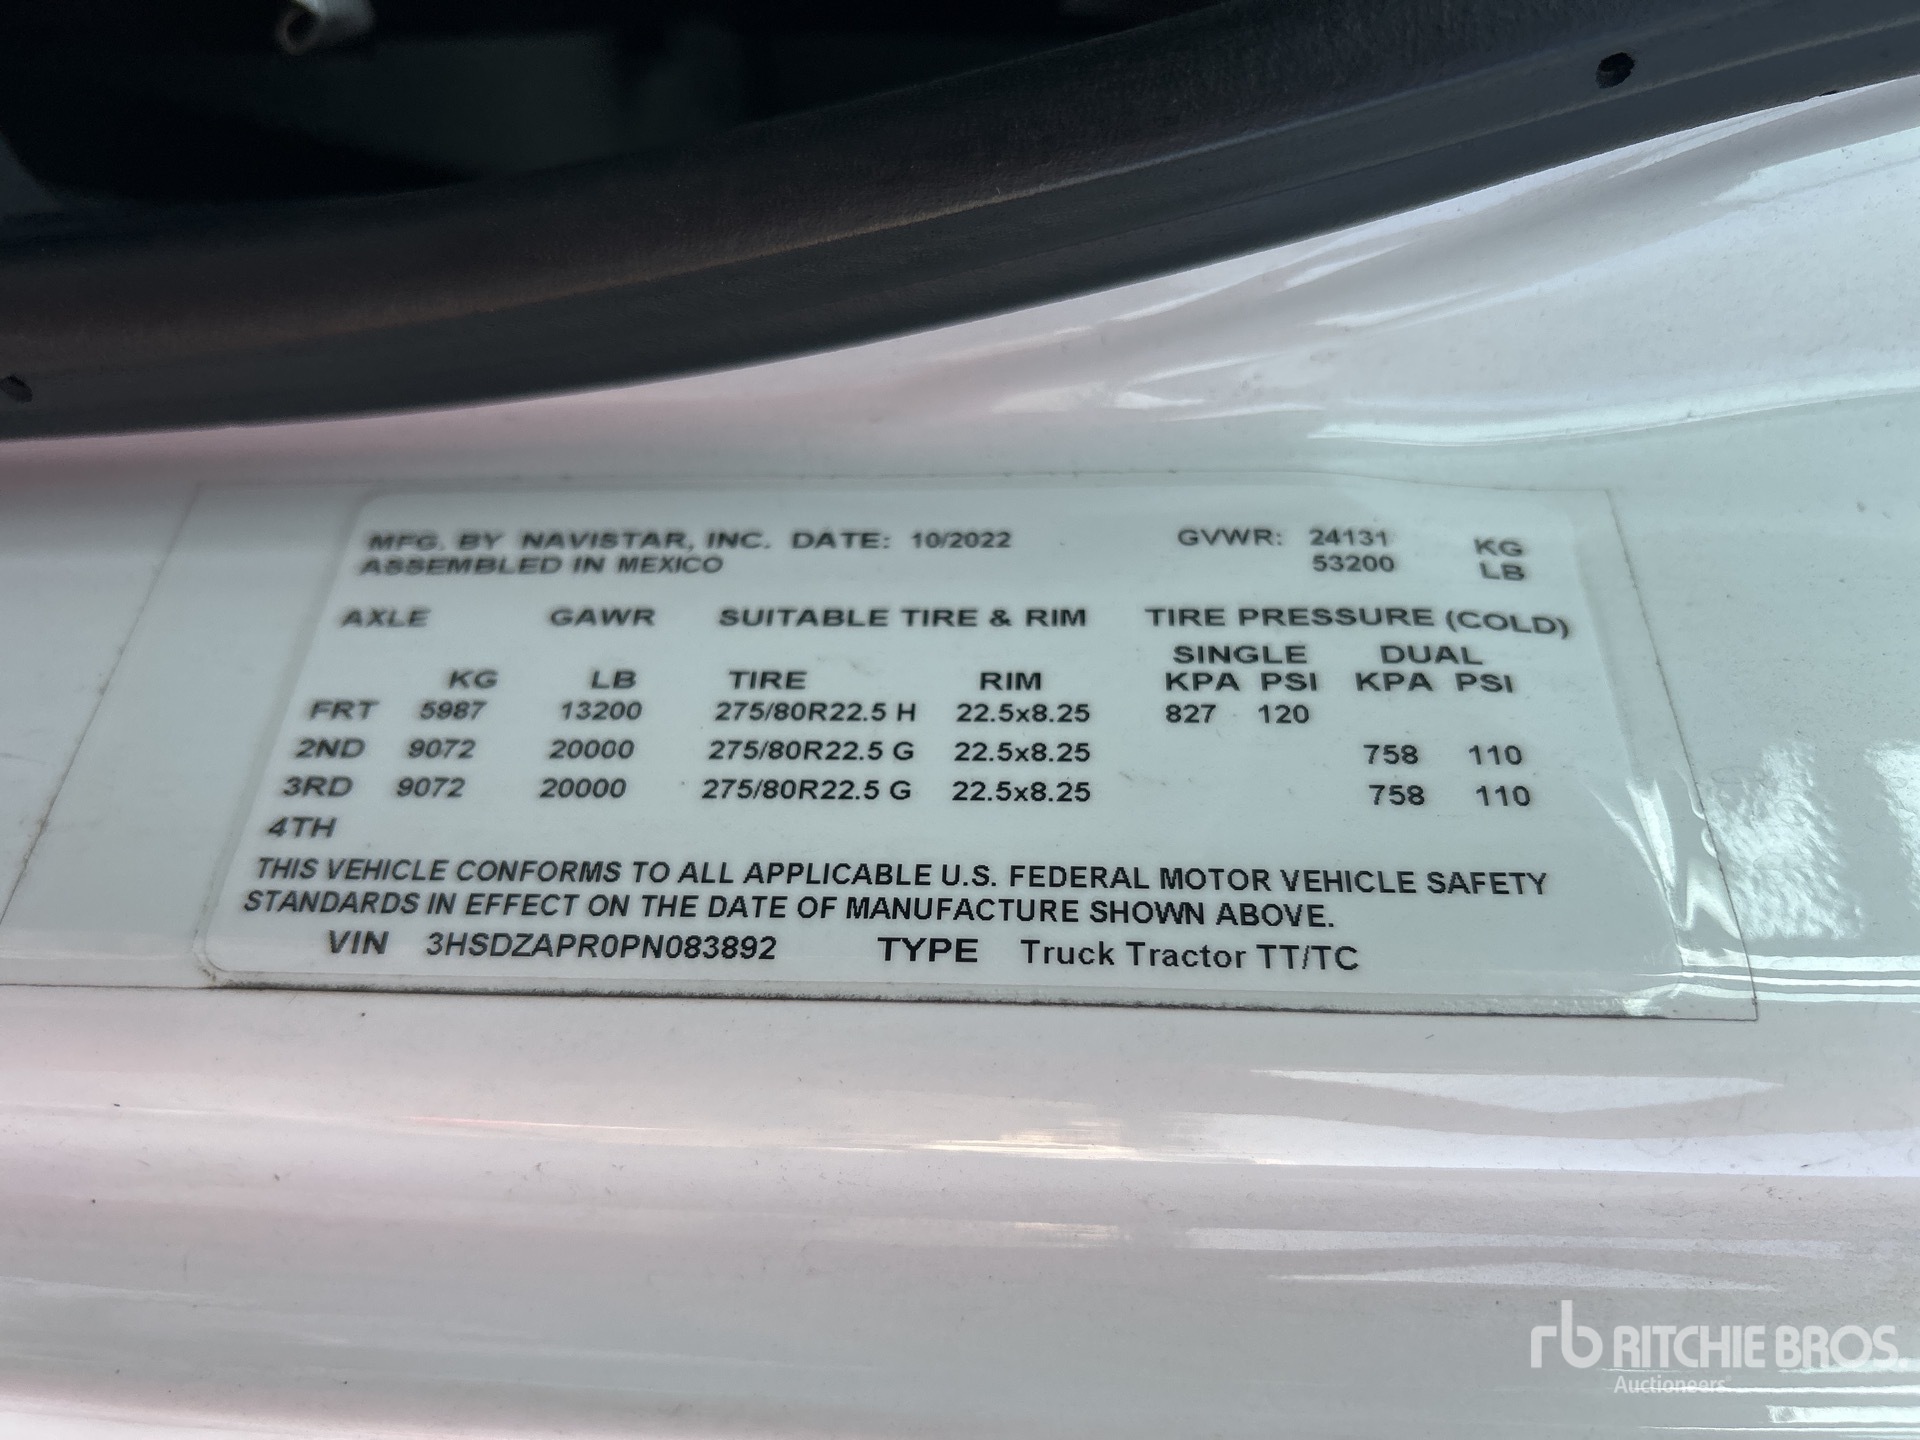 MFG. BY NAVISTAR, INC. DATE: 10/2022 GVWR: 24131 KG
ASSEMBLED IN MEXICO 53200 LB
AXLE GAWR SUITABLE TIRE & RIM TIRE PRESSURE (COLD)
SINGLE DUAL
KG LB TIRE RIM KPA PSI KPA PSI
FRT 5987 13200 275/80R22.5 H 22.5x8.25 827 120
2ND 9072 20000 275/80R22.5 G 22.5x8.25 758 110
3RD 9072 20000 275/80R22.5 G 22.5x8.25 758 110
4TH
THIS VEHICLE CONFORMS TO ALL APPLICABLE U.S. FEDERAL MOTOR VEHICLE SAFETY
STANDARDS IN EFFECT ON THE DATE OF MANUFACTURE SHOWN ABOVE.
VIN 3HSDZAPR0PN083892 TYPE Truck Tractor TT/TC
rb RITCHIE BROS.
Auctioneers